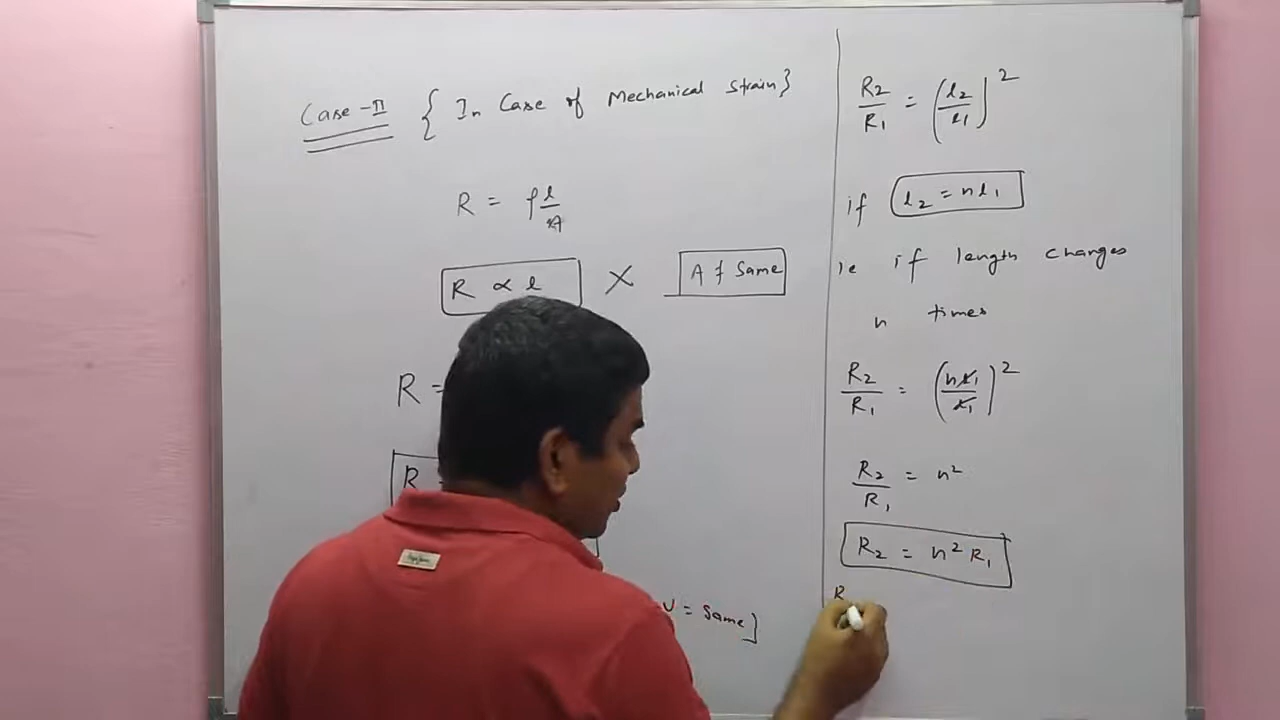 Case-II { In Case of Mechanical Strain}
R = ρ l/A
R ∝ l X A ≠ Same
R =
R
V = Same]
R2/R1 = (l2/l1)^2
if l2 = nl1
ie if length changes
n times
R2/R1 = (nl1/l1)^2
R2/R1 = n^2
R2 = n^2 R1
R